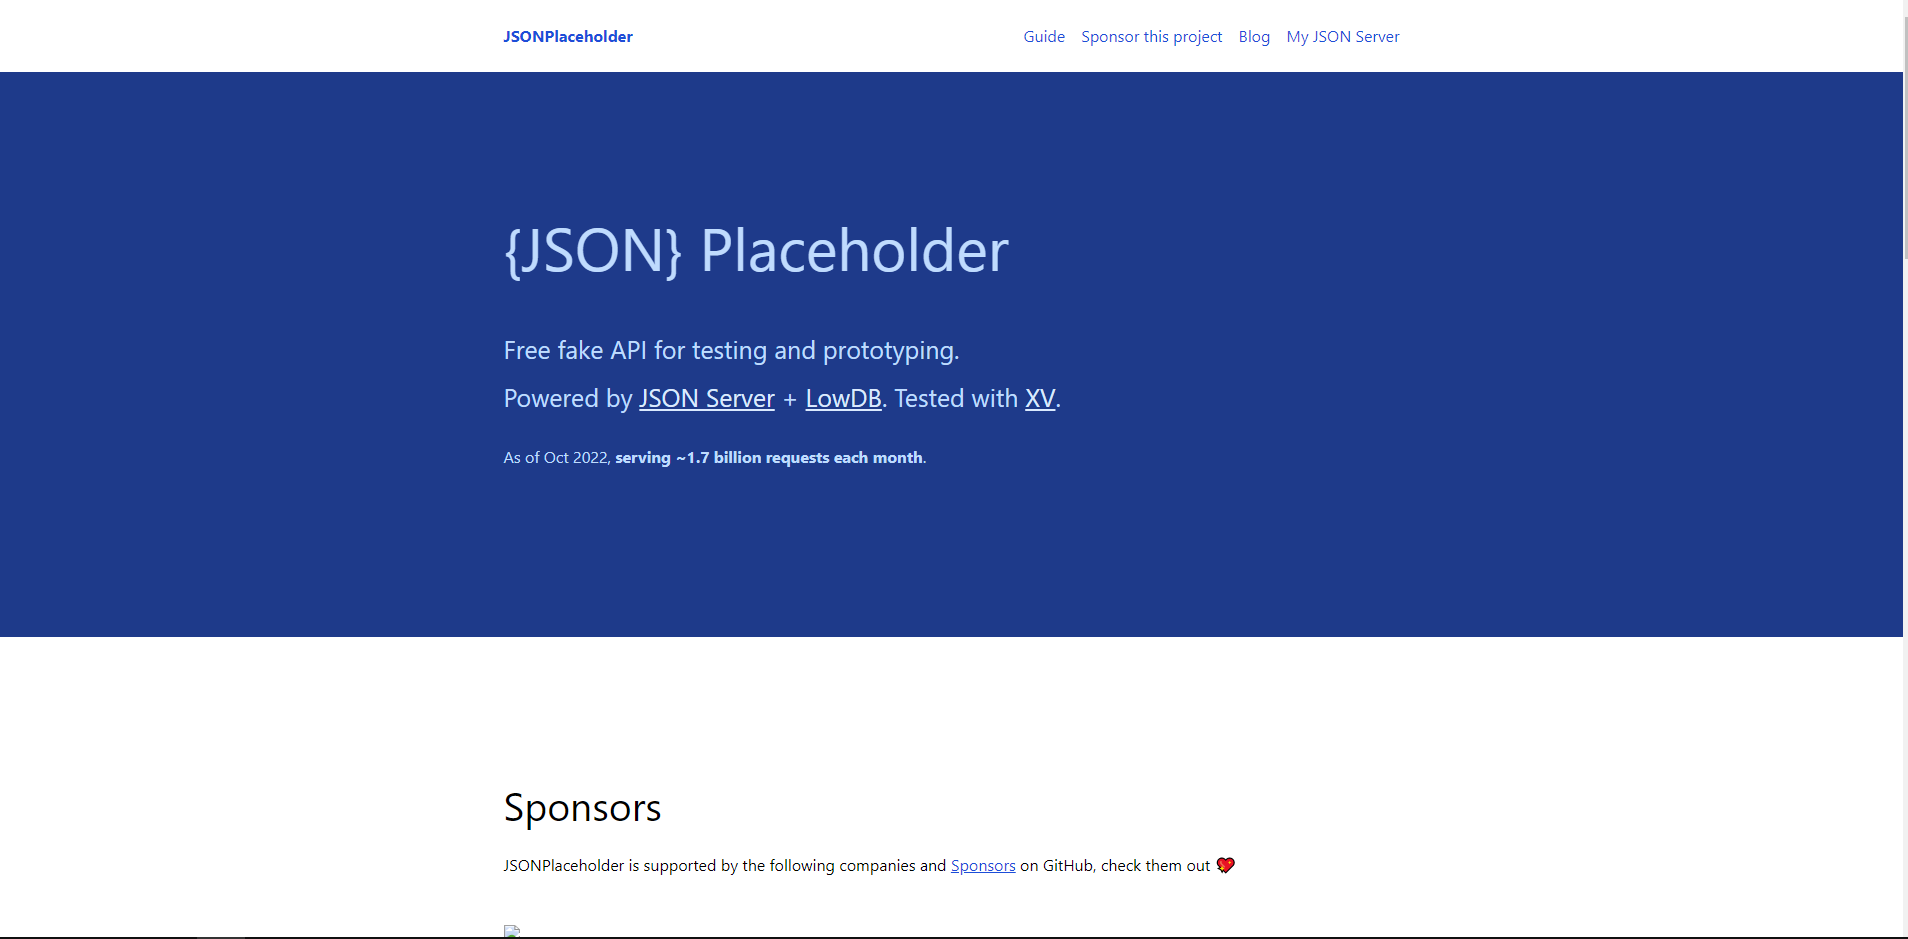 JSONPlaceholder
Guide Sponsor this project Blog My JSON Server
{JSON} Placeholder
Free fake API for testing and prototyping.
Powered by JSON Server + LowDB. Tested with XV.
As of Oct 2022, serving ~1.7 billion requests each month.
Sponsors
JSONPlaceholder is supported by the following companies and Sponsors on GitHub, check them out 💖